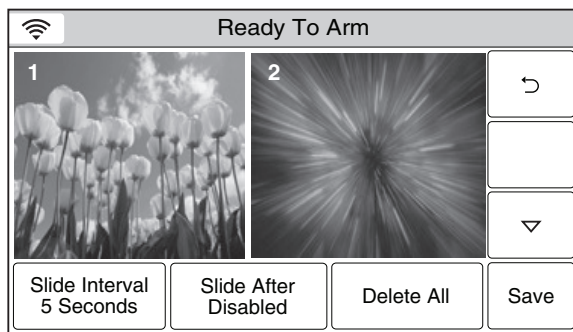 Ready To Arm
1
2
Slide Interval
5 Seconds
Slide After
Disabled
Delete All
Save